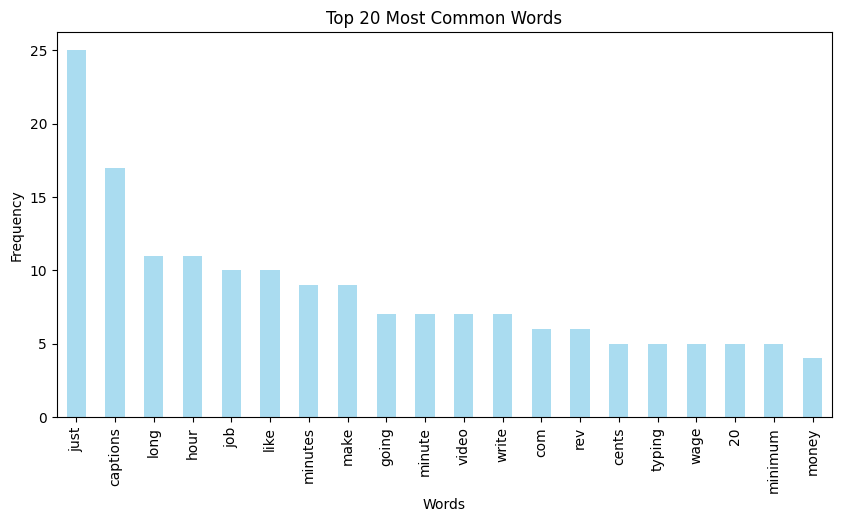 Top 20 Most Common Words
Frequency
25
20
15
10
5
0
just
captions
long
hour
job
like
minutes
make
going
minute
video
write
com
rev
cents
typing
wage
20
minimum
money
Words